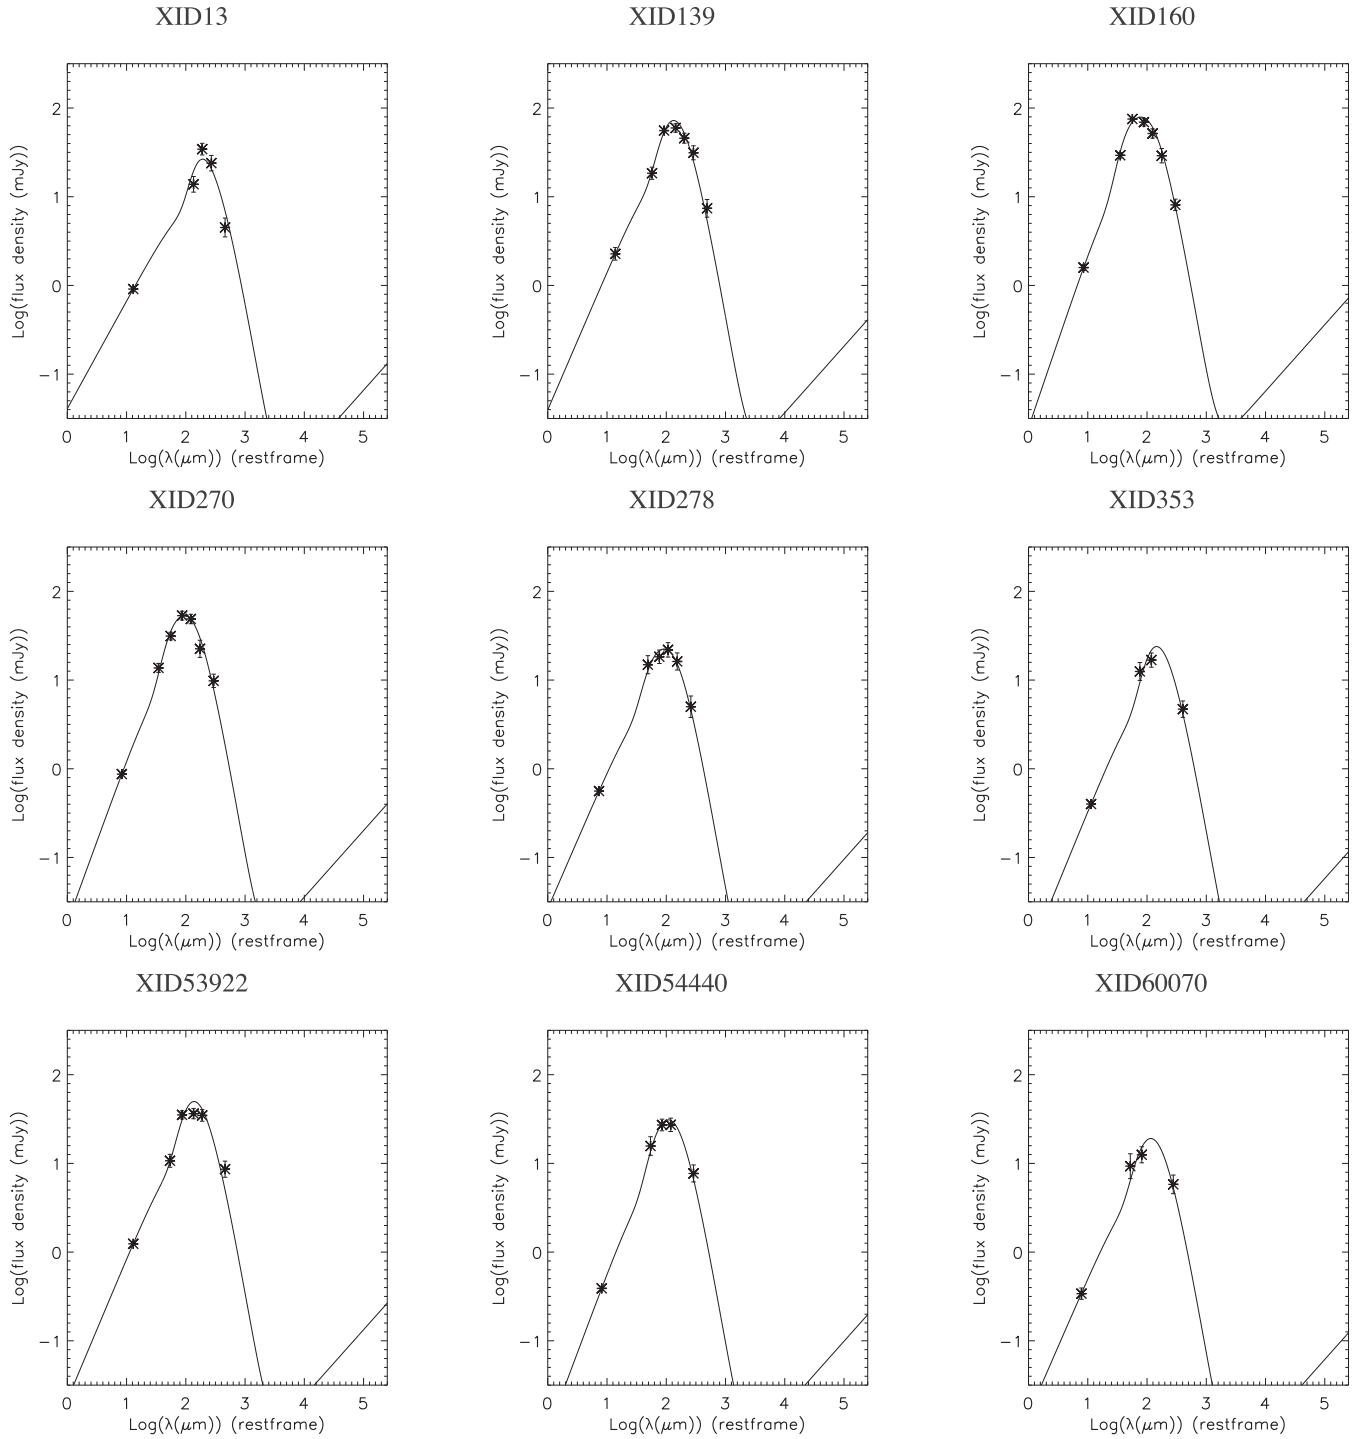 XID13 XID139 XID160
Log(flux density (mJy)) 2 1 0 −1 Log(flux density (mJy)) 2 1 0 −1 Log(flux density (mJy)) 2 1 0 −1
0 1 2 3 4 5 0 1 2 3 4 5 0 1 2 3 4 5
Log(λ(μm)) (restframe) Log(λ(μm)) (restframe) Log(λ(μm)) (restframe)
XID270 XID278 XID353
Log(flux density (mJy)) 2 1 0 −1 Log(flux density (mJy)) 2 1 0 −1 Log(flux density (mJy)) 2 1 0 −1
0 1 2 3 4 5 0 1 2 3 4 5 0 1 2 3 4 5
Log(λ(μm)) (restframe) Log(λ(μm)) (restframe) Log(λ(μm)) (restframe)
XID53922 XID54440 XID60070
Log(flux density (mJy)) 2 1 0 −1 Log(flux density (mJy)) 2 1 0 −1 Log(flux density (mJy)) 2 1 0 −1
0 1 2 3 4 5 0 1 2 3 4 5 0 1 2 3 4 5
Log(λ(μm)) (restframe) Log(λ(μm)) (restframe) Log(λ(μm)) (restframe)